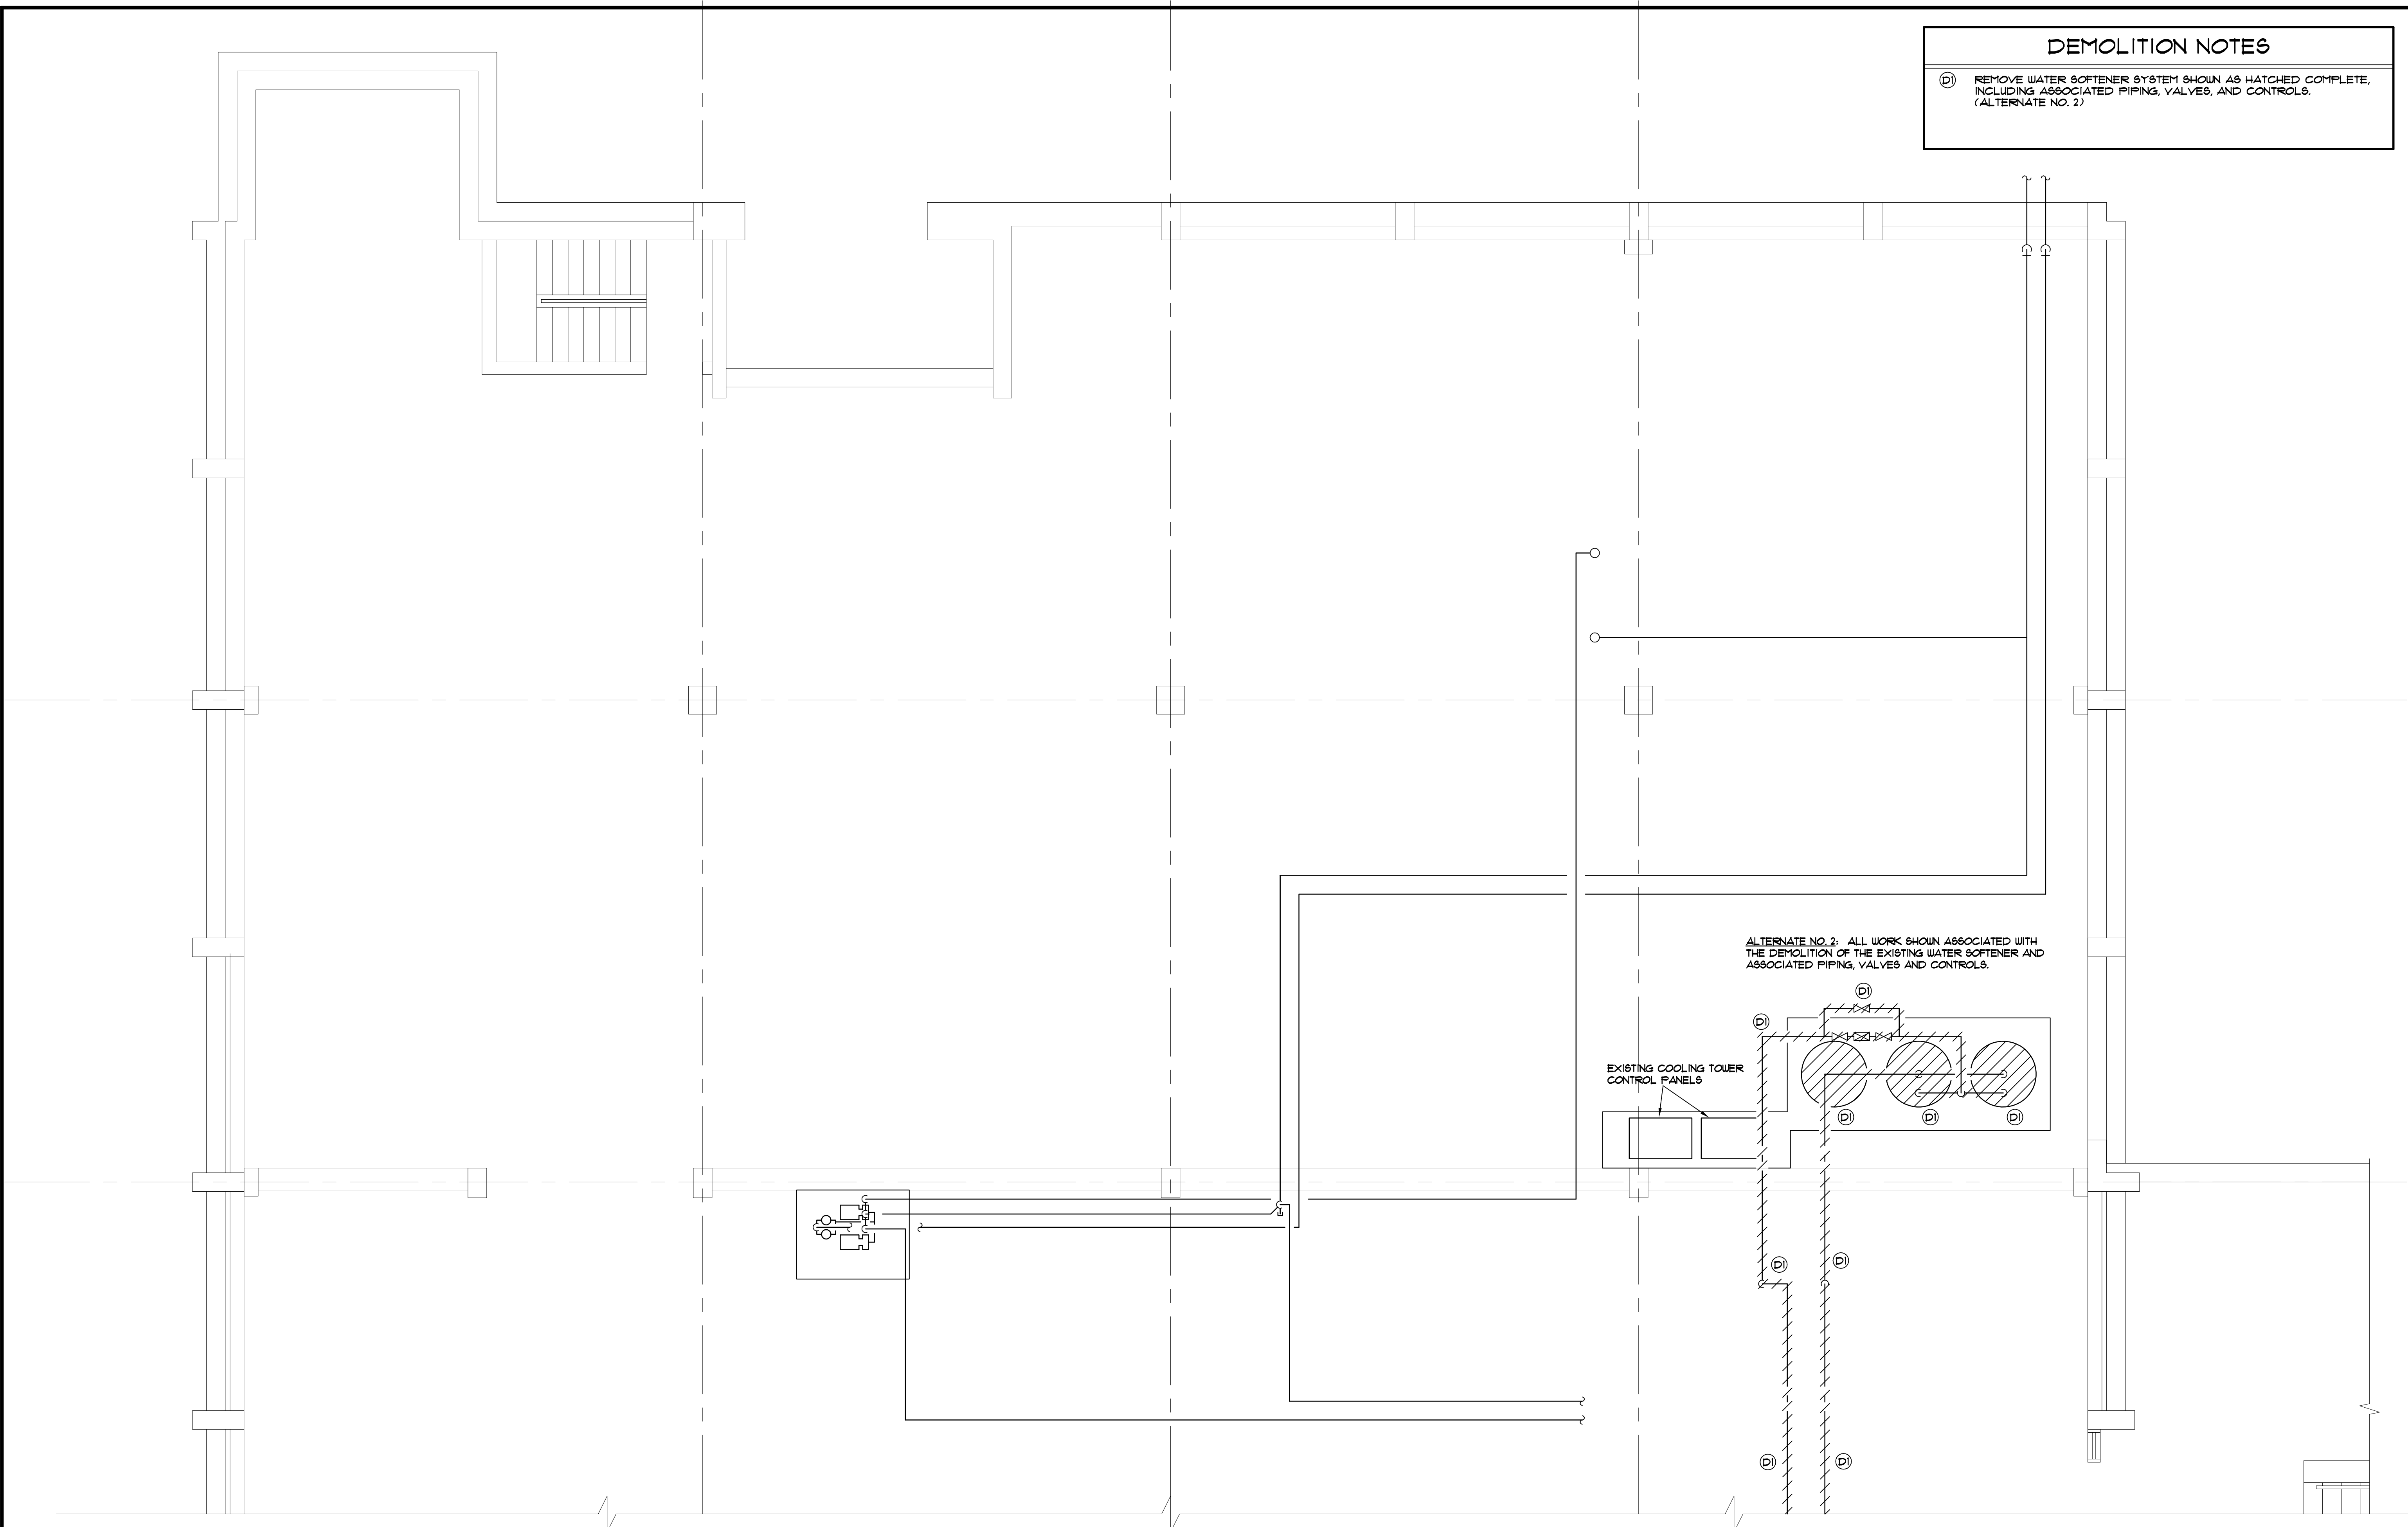 DEMOLITION NOTES
D1 REMOVE WATER SOFTENER SYSTEM SHOWN AS HATCHED COMPLETE,
INCLUDING ASSOCIATED PIPING, VALVES, AND CONTROLS.
(ALTERNATE NO. 2)
ALTERNATE NO. 2: ALL WORK SHOWN ASSOCIATED WITH
THE DEMOLITION OF THE EXISTING WATER SOFTENER AND
ASSOCIATED PIPING, VALVES AND CONTROLS.
D1
D1
EXISTING COOLING TOWER
CONTROL PANELS
D1 D1 D1
D1 D1
D1 D1